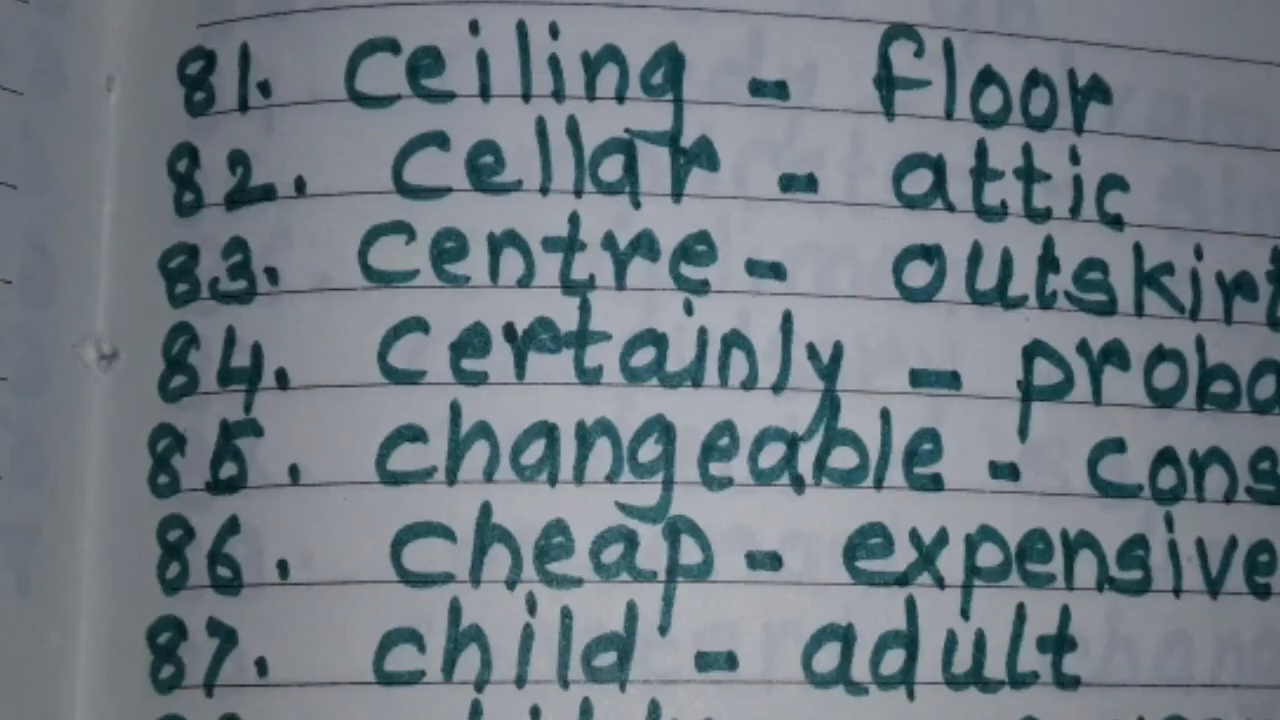 81. ceiling - floor
82. cellar - attic
83. centre - outskirt
84. certainly - proba
85. changeable - cons
86. cheap - expensive
87. child - adult